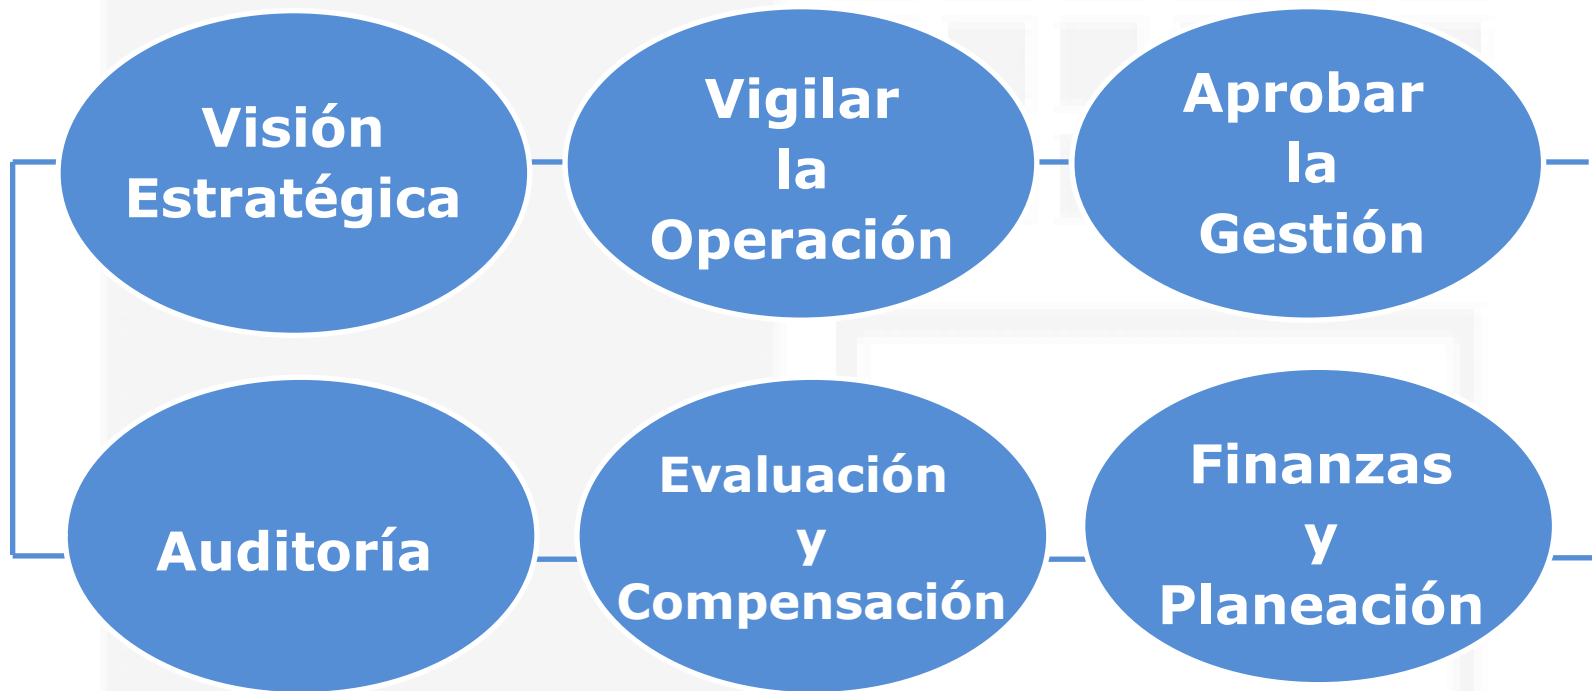 Visión
Estratégica
Vigilar
la
Operación
Aprobar
la
Gestión
Auditoría
Evaluación
y
Compensación
Finanzas
y
Planeación